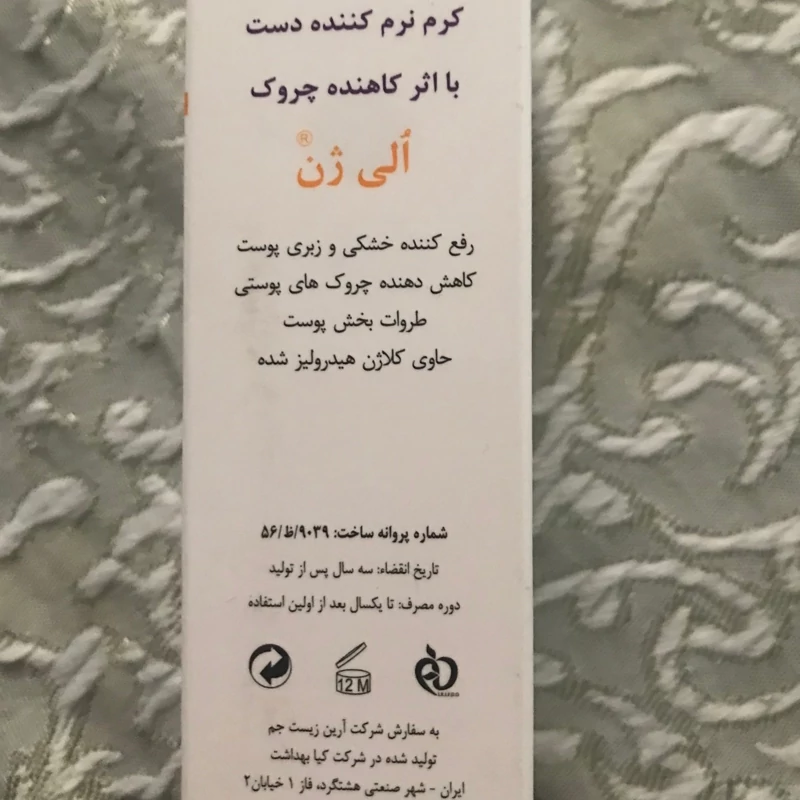 کرم نرم کننده دست
با اثر کاهنده چروک
اُلی ژن®
رفع کننده خشکی و زبری پوست
کاهش دهنده چروک های پوستی
طروات بخش پوست
حاوی کلاژن هیدرولیز شده
شماره پروانه ساخت: ۵۶/ظ/۹۰۳۹
تاریخ انقضاء: سه سال پس از تولید
دوره مصرف: تا یکسال بعد از اولین استفاده
12 M
به سفارش شرکت آرین زیست جم
تولید شده در شرکت کیا بهداشت
ایران - شهر صنعتی هشتگرد، فاز ۱ خیابان۲